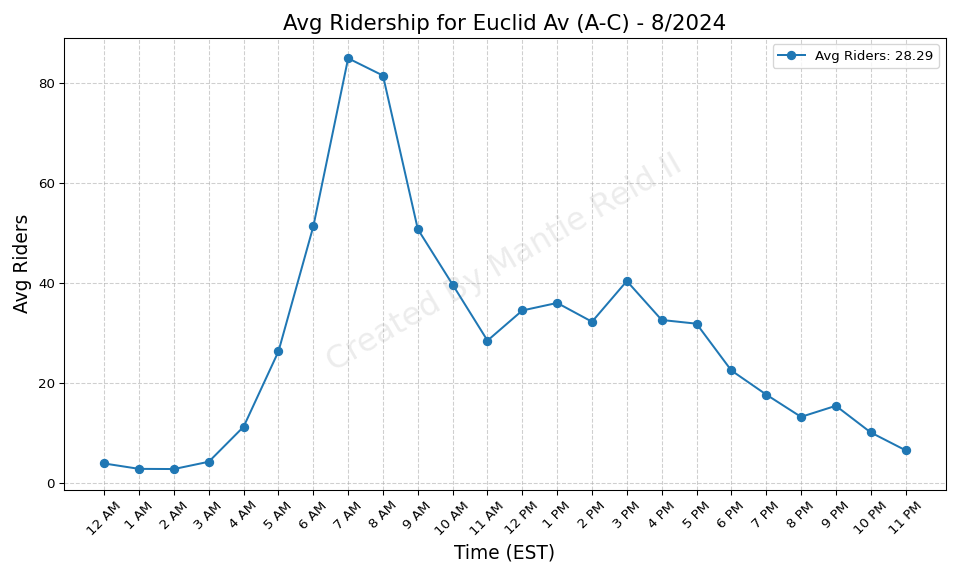 Avg Ridership for Euclid Av (A-C) - 8/2024
Avg Riders: 28.29
80
60
40
20
0
Avg Riders
Created By Mantie Reid II
12 AM
1 AM
2 AM
3 AM
4 AM
5 AM
6 AM
7 AM
8 AM
9 AM
10 AM
11 AM
12 PM
1 PM
2 PM
3 PM
4 PM
5 PM
6 PM
7 PM
8 PM
9 PM
10 PM
11 PM
Time (EST)